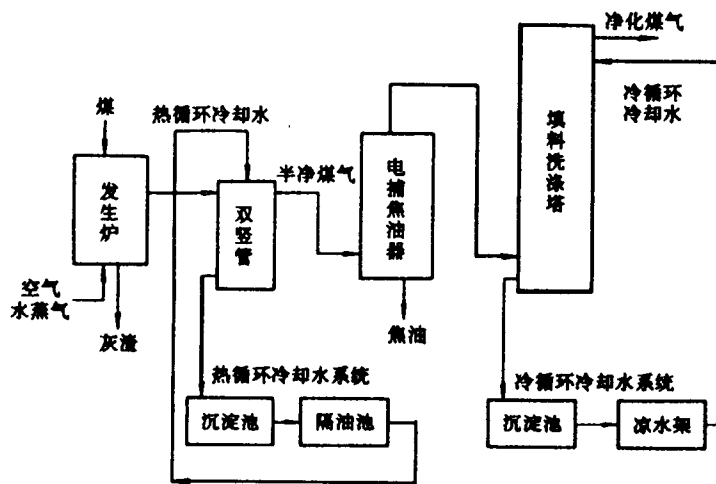 净化煤气
煤
热循环冷却水
冷循环
冷却水
填料洗涤塔
发生炉
双竖管
半净煤气
电捕焦油器
空气
水蒸气
灰渣
焦油
热循环冷却水系统
冷循环冷却水系统
沉淀池
隔油池
沉淀池
凉水架